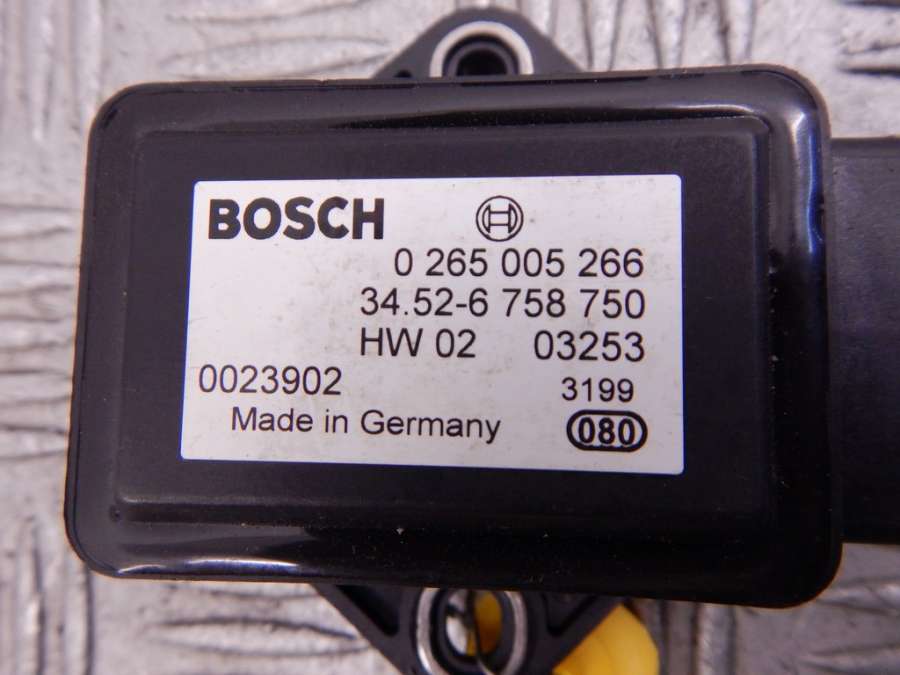 BOSCH
0 265 005 266
34.52-6 758 750
HW 02 03253
0023902 3199
Made in Germany 080